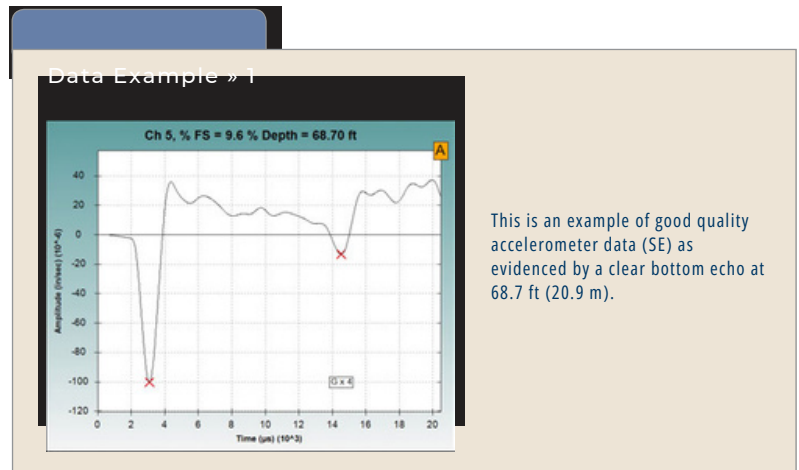 Data Example » 1
Ch 5, % FS = 9.6 % Depth = 68.70 ft
A
Amplitude (in/sec) (10^-6)
40
20
0
-20
-40
-60
-80
-100
-120
G x 4
0 2 4 6 8 10 12 14 16 18 20
Time (µs) (10^3)
This is an example of good quality
accelerometer data (SE) as
evidenced by a clear bottom echo at
68.7 ft (20.9 m).